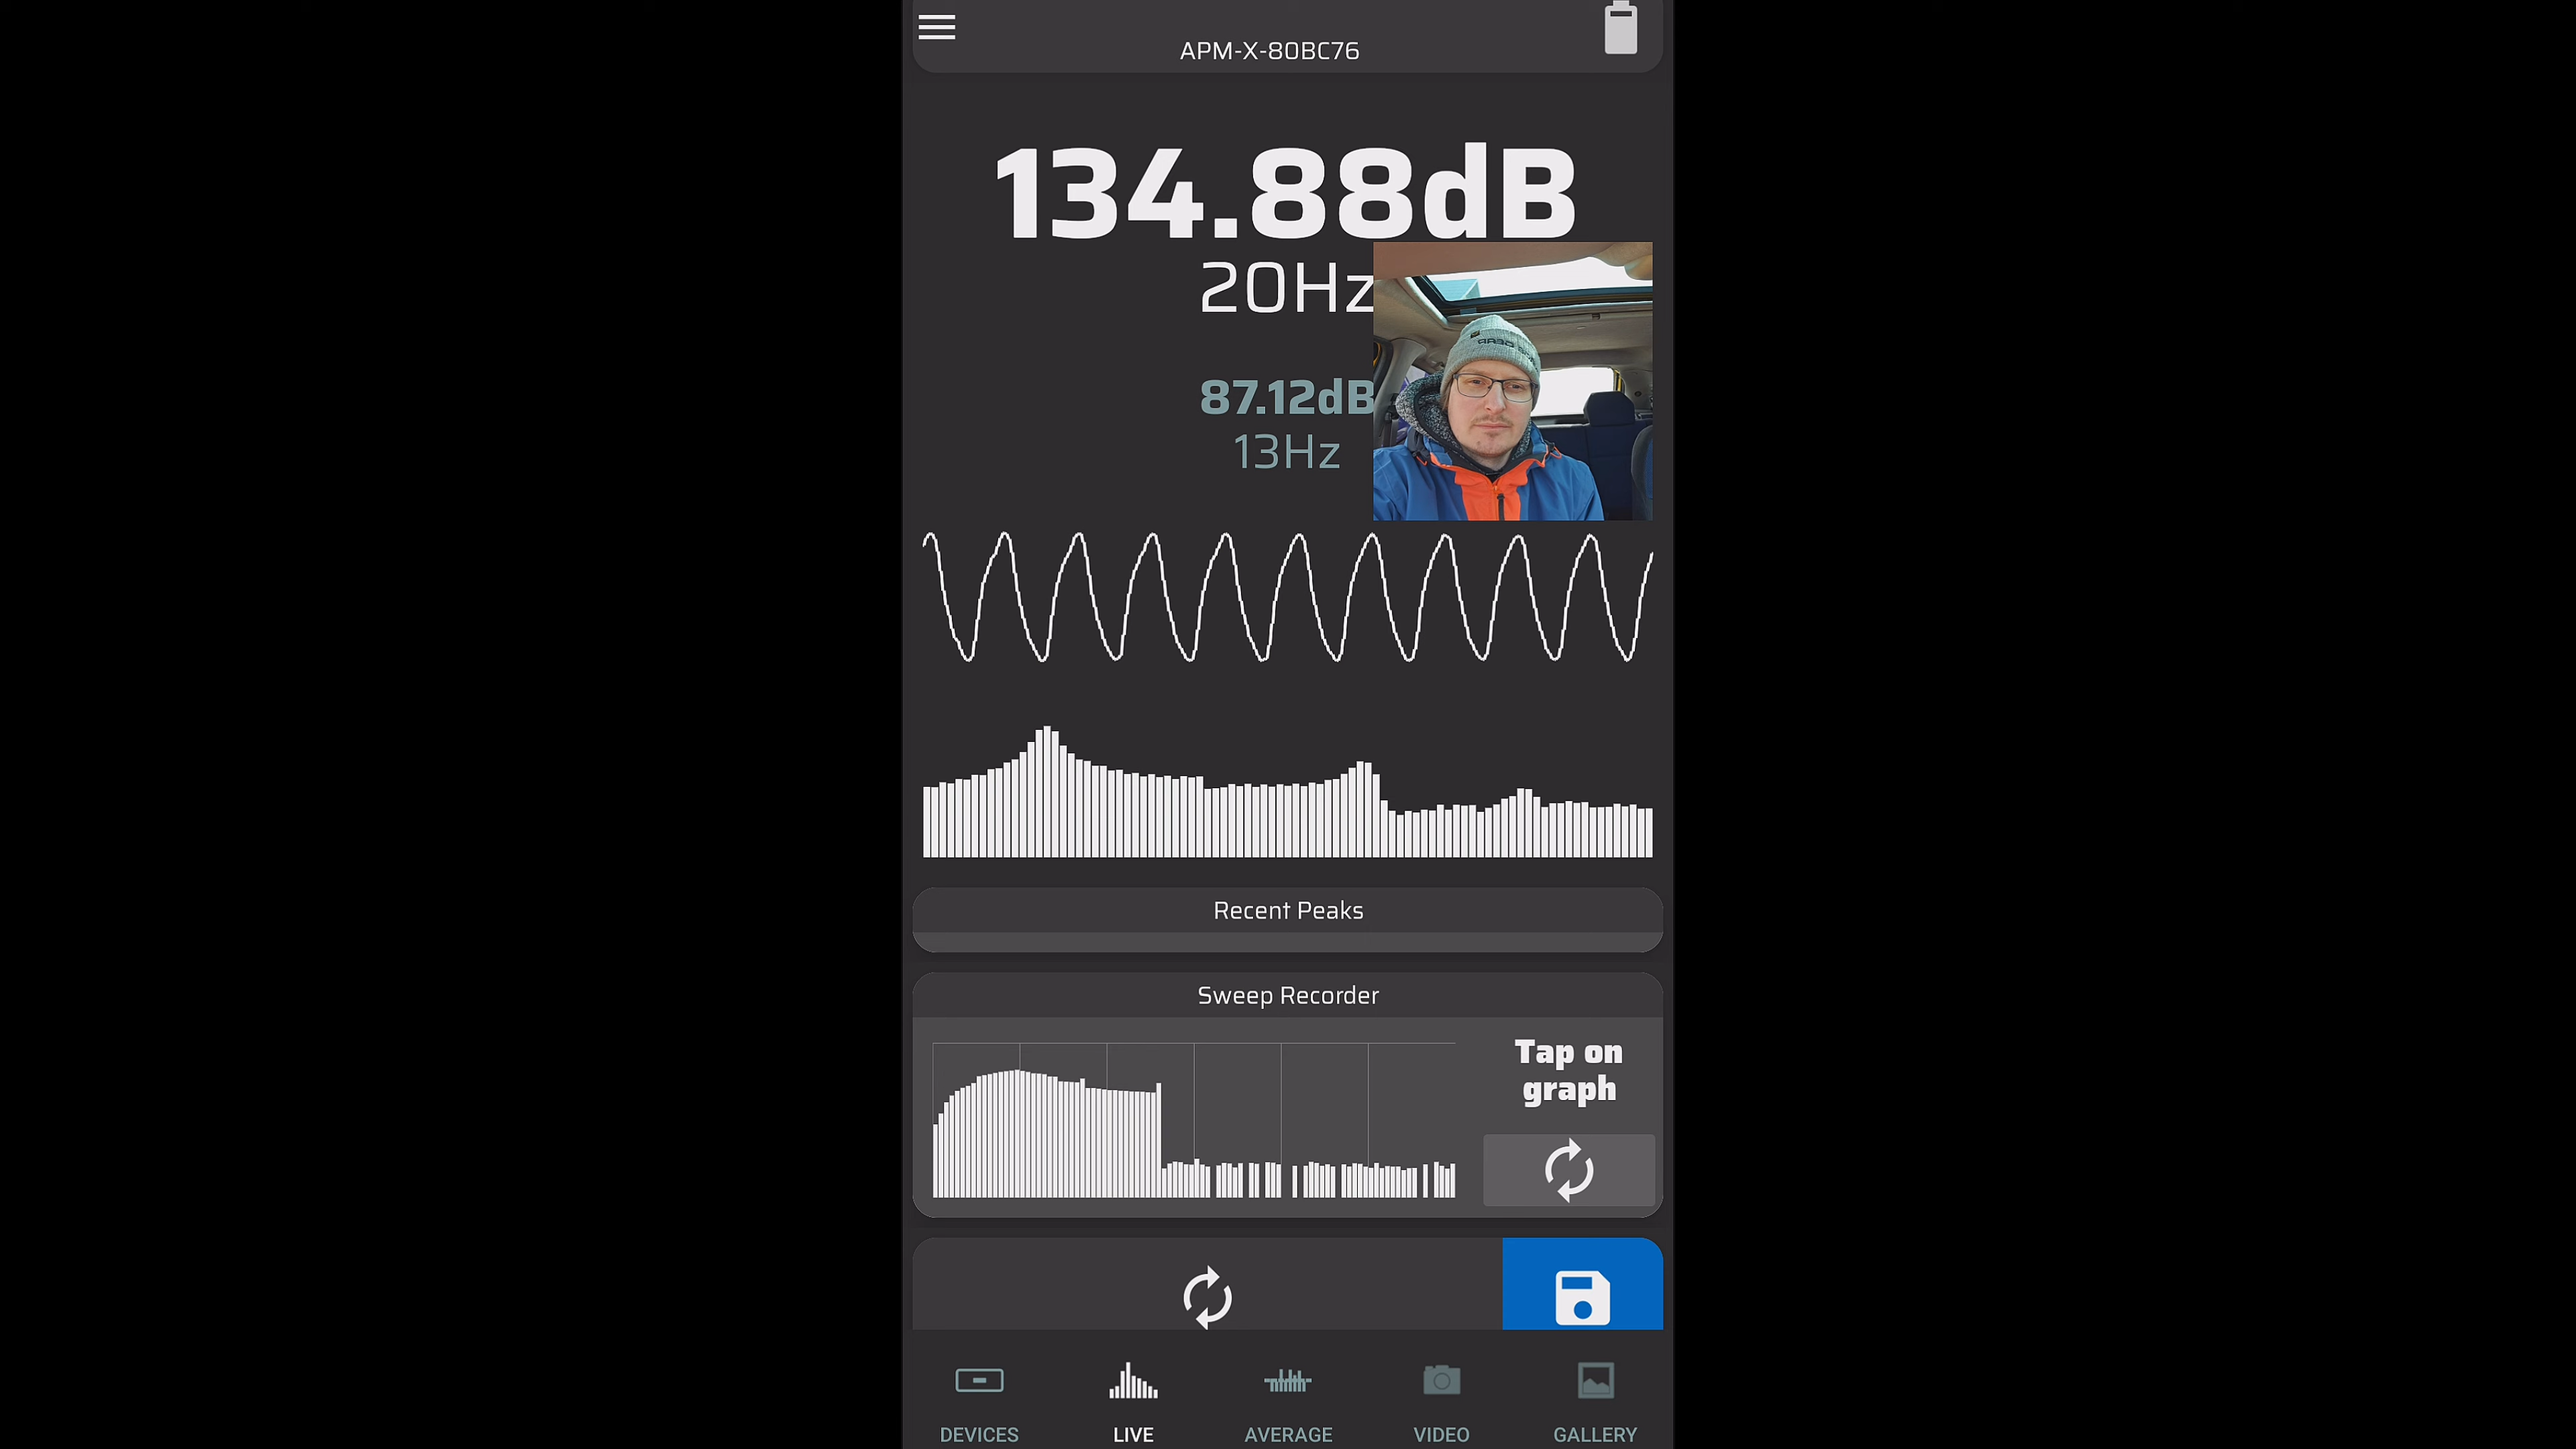 APM-X-80BC76
134.88dB
20Hz
87.12dB
13Hz
Recent Peaks
Sweep Recorder
Tap on
graph
DEVICES
LIVE
AVERAGE
VIDEO
GALLERY